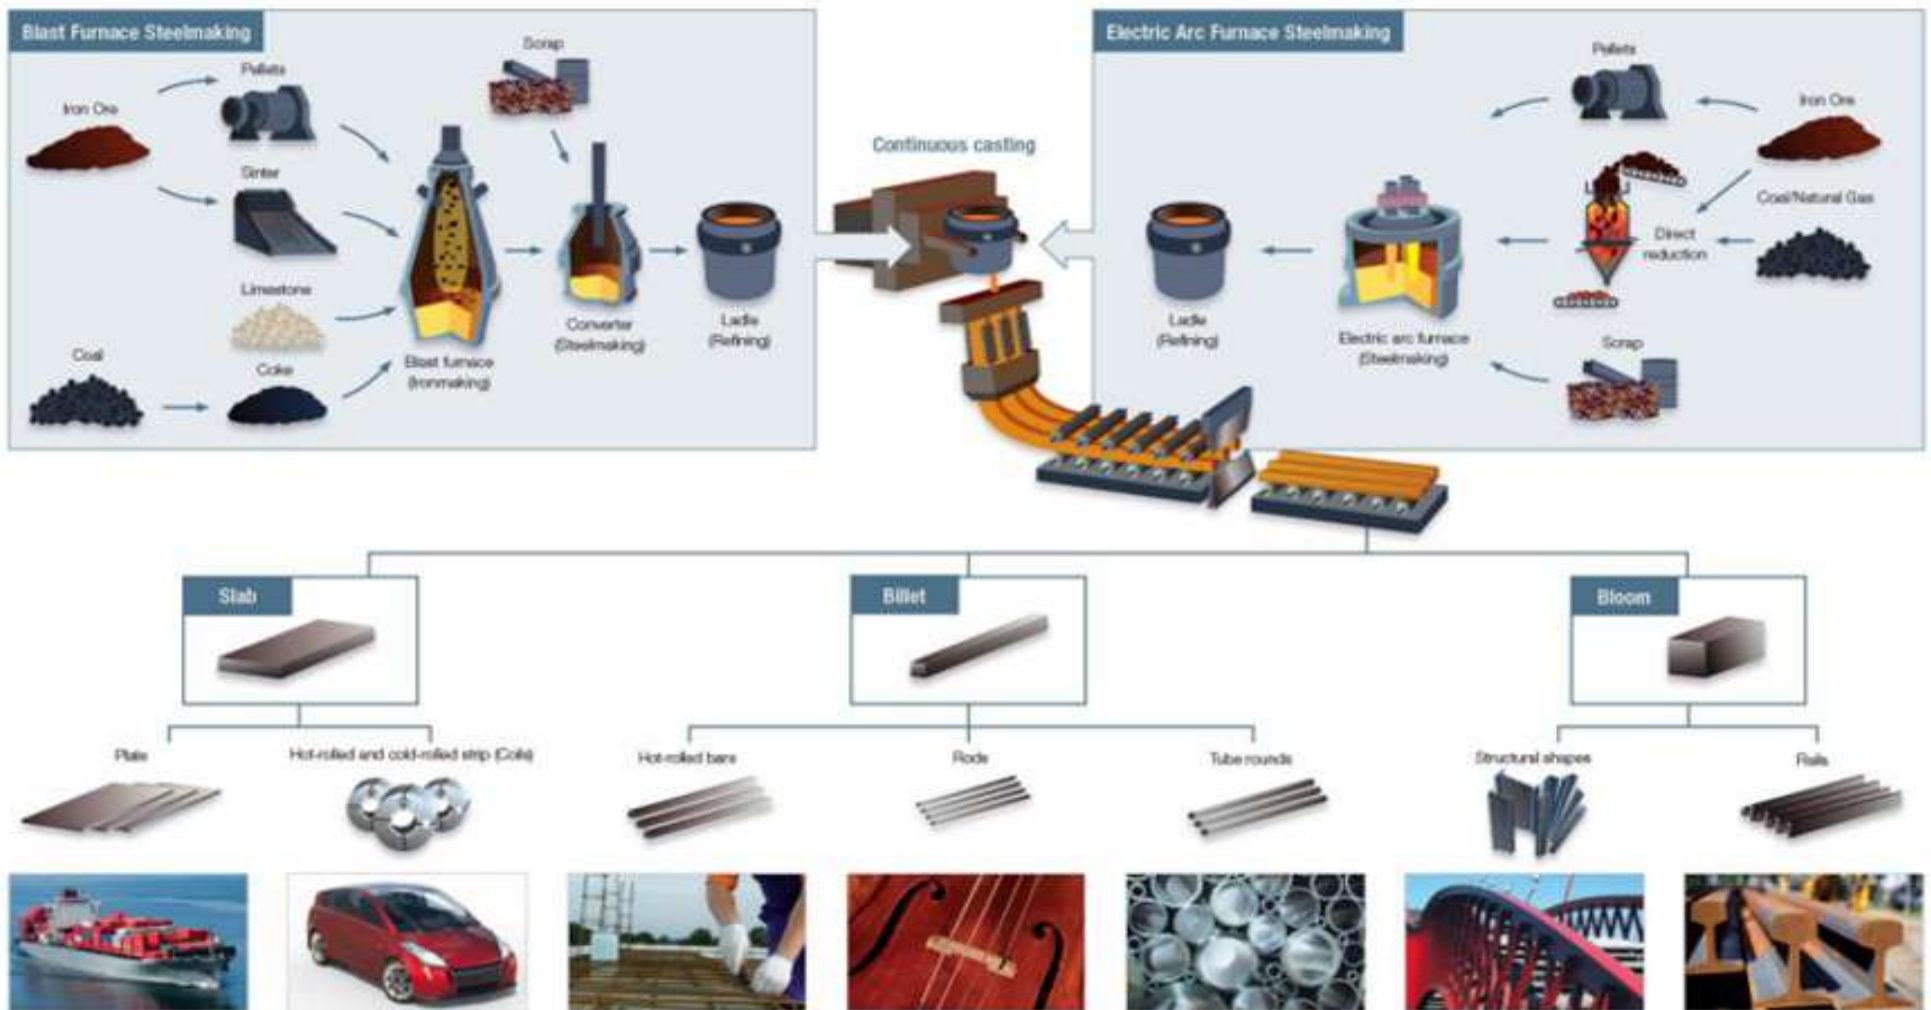 Blast Furnace Steelmaking
Iron Ore
Pellets
Sinter
Limestone
Coal
Coke
Blast furnace
(Ironmaking)
Scrap
Converter
(Steelmaking)
Ladle
(Refining)
Continuous casting
Electric Arc Furnace Steelmaking
Pellets
Iron Ore
Coal/Natural Gas
Direct
reduction
Scrap
Electric arc furnace
(Steelmaking)
Ladle
(Refining)
Slab
Billet
Bloom
Plate
Hot-rolled and cold-rolled strip (Coils)
Hot-rolled bars
Rods
Tube rounds
Structural shapes
Rails